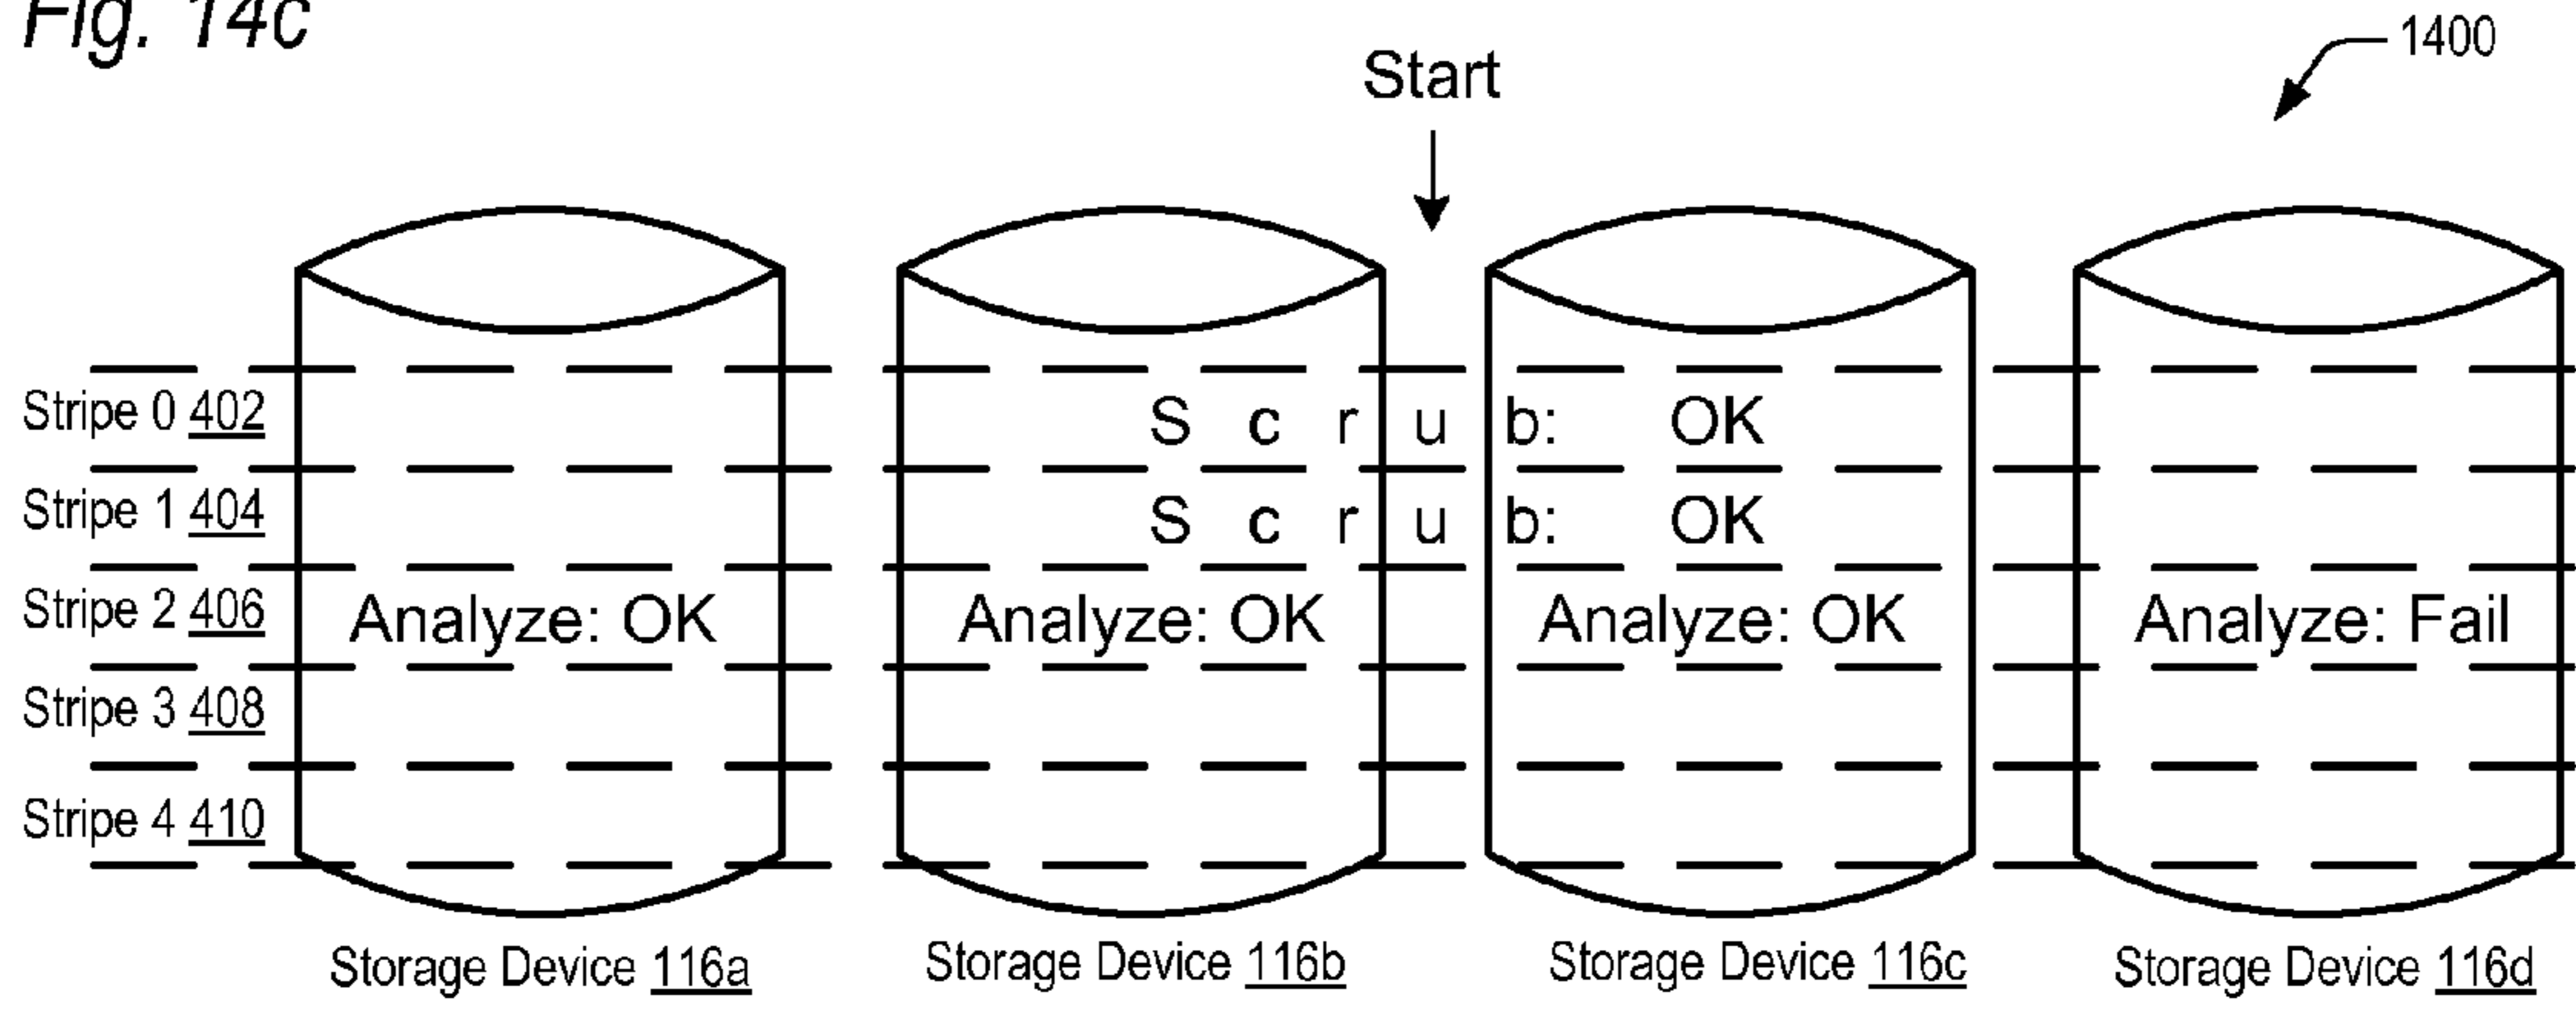 Fig. 14c
1400
Start
Stripe 0 402
S c r u b: OK
Stripe 1 404
S c r u b: OK
Stripe 2 406
Analyze: OK
Analyze: OK
Analyze: OK
Analyze: Fail
Stripe 3 408
Stripe 4 410
Storage Device 116a
Storage Device 116b
Storage Device 116c
Storage Device 116d